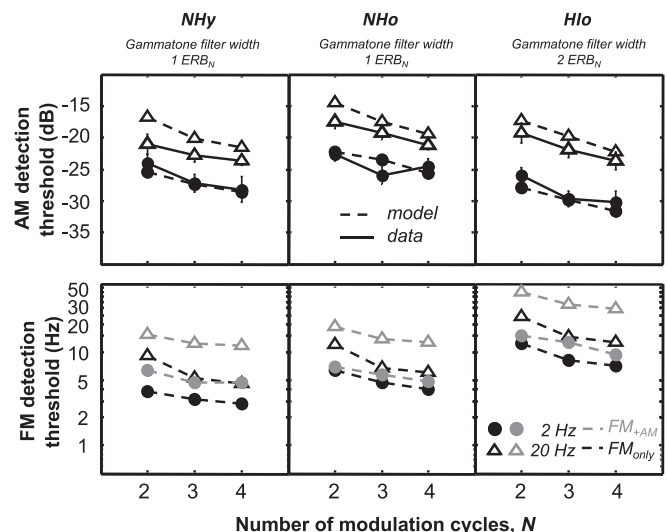 NHy NHo HIo
Gammatone filter width Gammatone filter width Gammatone filter width
1 ERB_N 1 ERB_N 2 ERB_N
AM detection
threshold (dB)
-15
-20
-25
-30
-35
model
data
FM detection
threshold (Hz)
50
30
20
10
5
2
1
2 Hz FM+AM
20 Hz FMonly
2 3 4 2 3 4 2 3 4
Number of modulation cycles, N